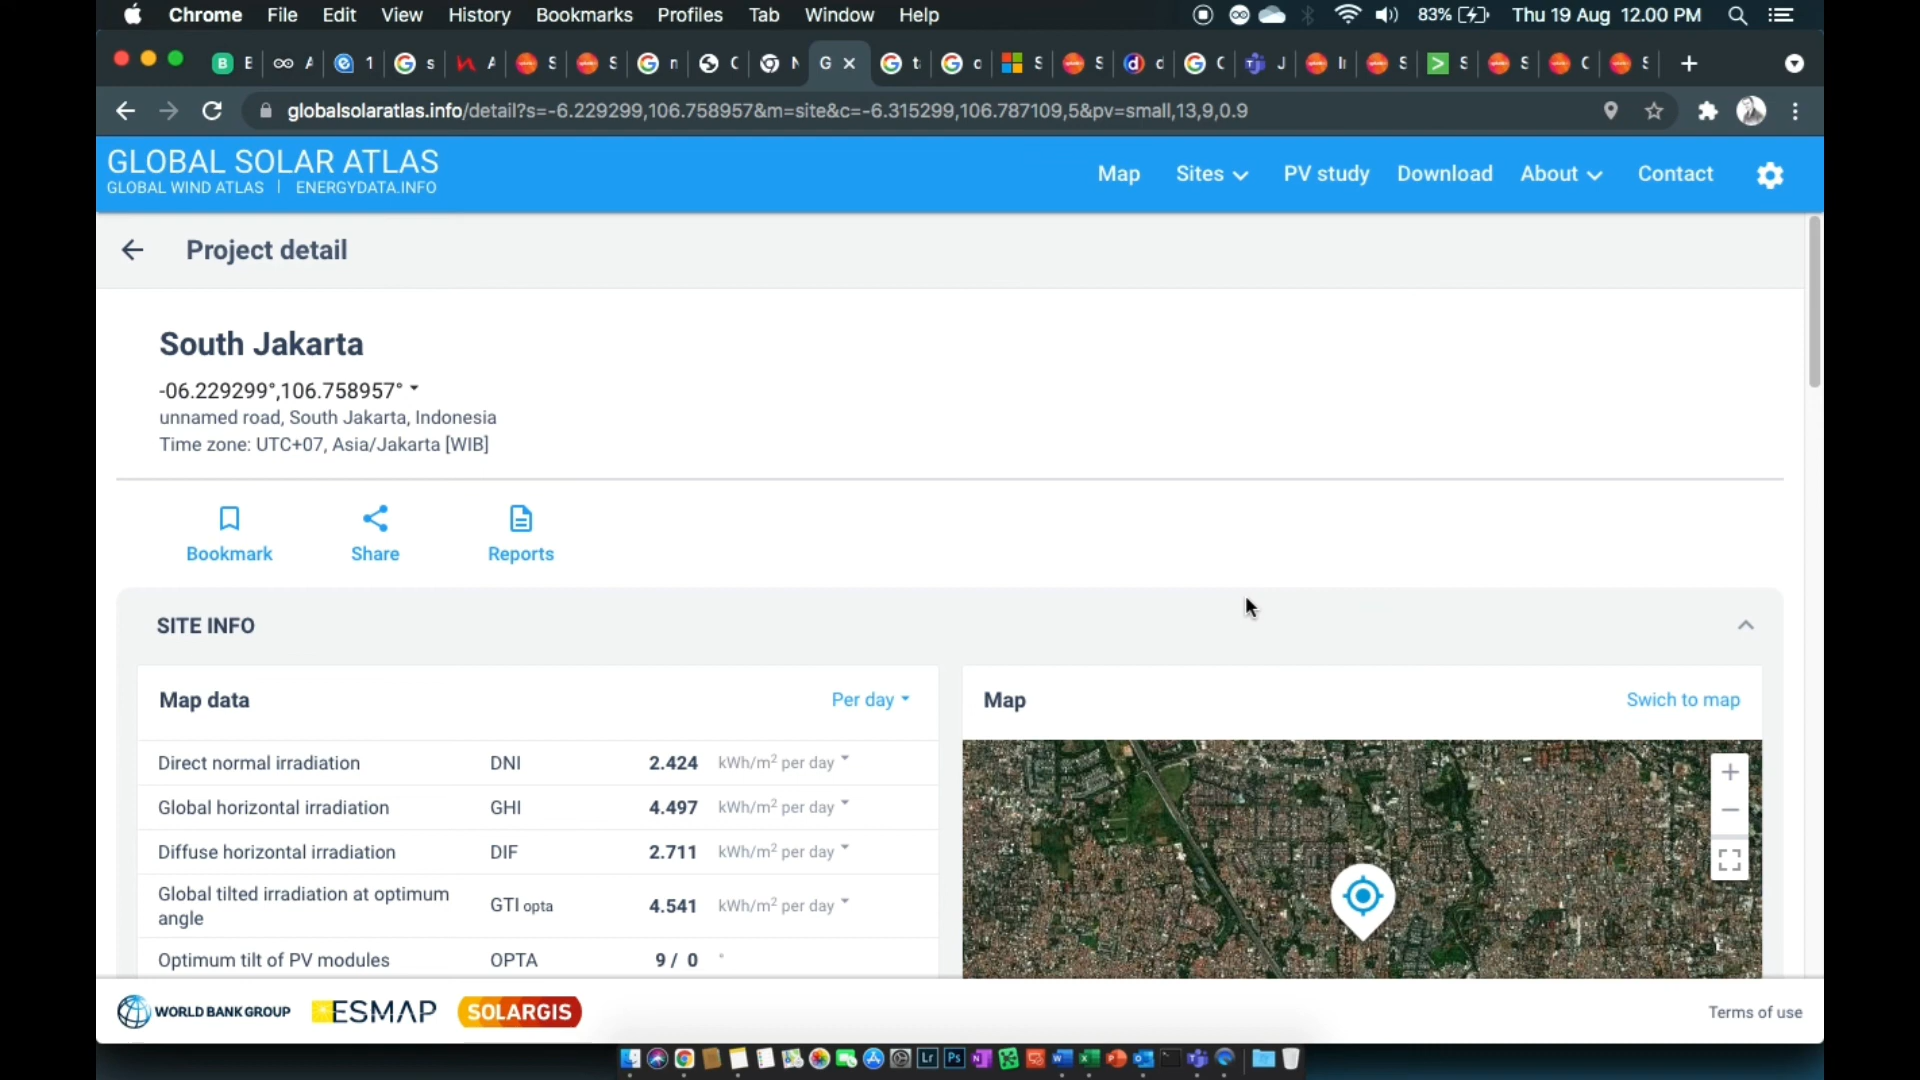 Chrome File Edit View History Bookmarks Profiles Tab Window Help 83% Thu 19 Aug 12.00 PM
globalsolaratlas.info/detail?s=-6.229299,106.758957&m=site&c=-6.315299,106.787109,5&pv=small,13,9,0.9
GLOBAL SOLAR ATLAS
GLOBAL WIND ATLAS | ENERGYDATA.INFO
Map Sites PV study Download About Contact
Project detail
South Jakarta
-06.229299°,106.758957°
unnamed road, South Jakarta, Indonesia
Time zone: UTC+07, Asia/Jakarta [WIB]
Bookmark Share Reports
SITE INFO
Map data Per day
Direct normal irradiation DNI 2.424 kWh/m² per day
Global horizontal irradiation GHI 4.497 kWh/m² per day
Diffuse horizontal irradiation DIF 2.711 kWh/m² per day
Global tilted irradiation at optimum
angle GTI opta 4.541 kWh/m² per day
Optimum tilt of PV modules OPTA 9 / 0 °
Map Swich to map
WORLD BANK GROUP ESMAP SOLARGIS
Terms of use
Lr Ps